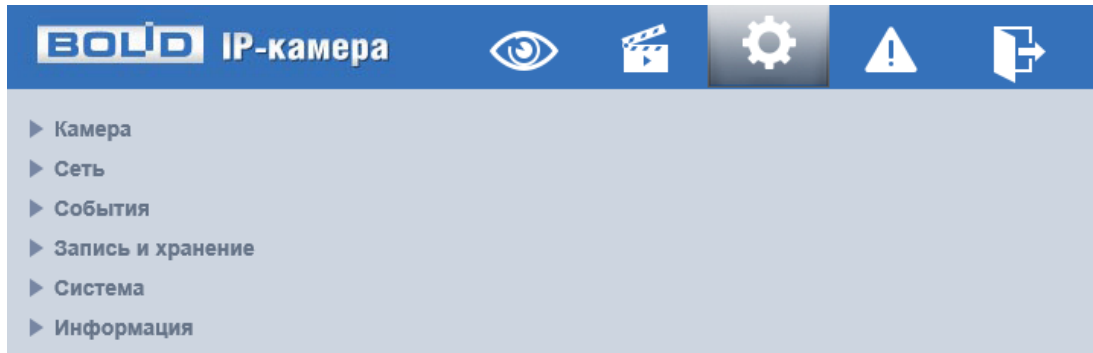 BOLID IP-камера
Камера
Сеть
События
Запись и хранение
Система
Информация